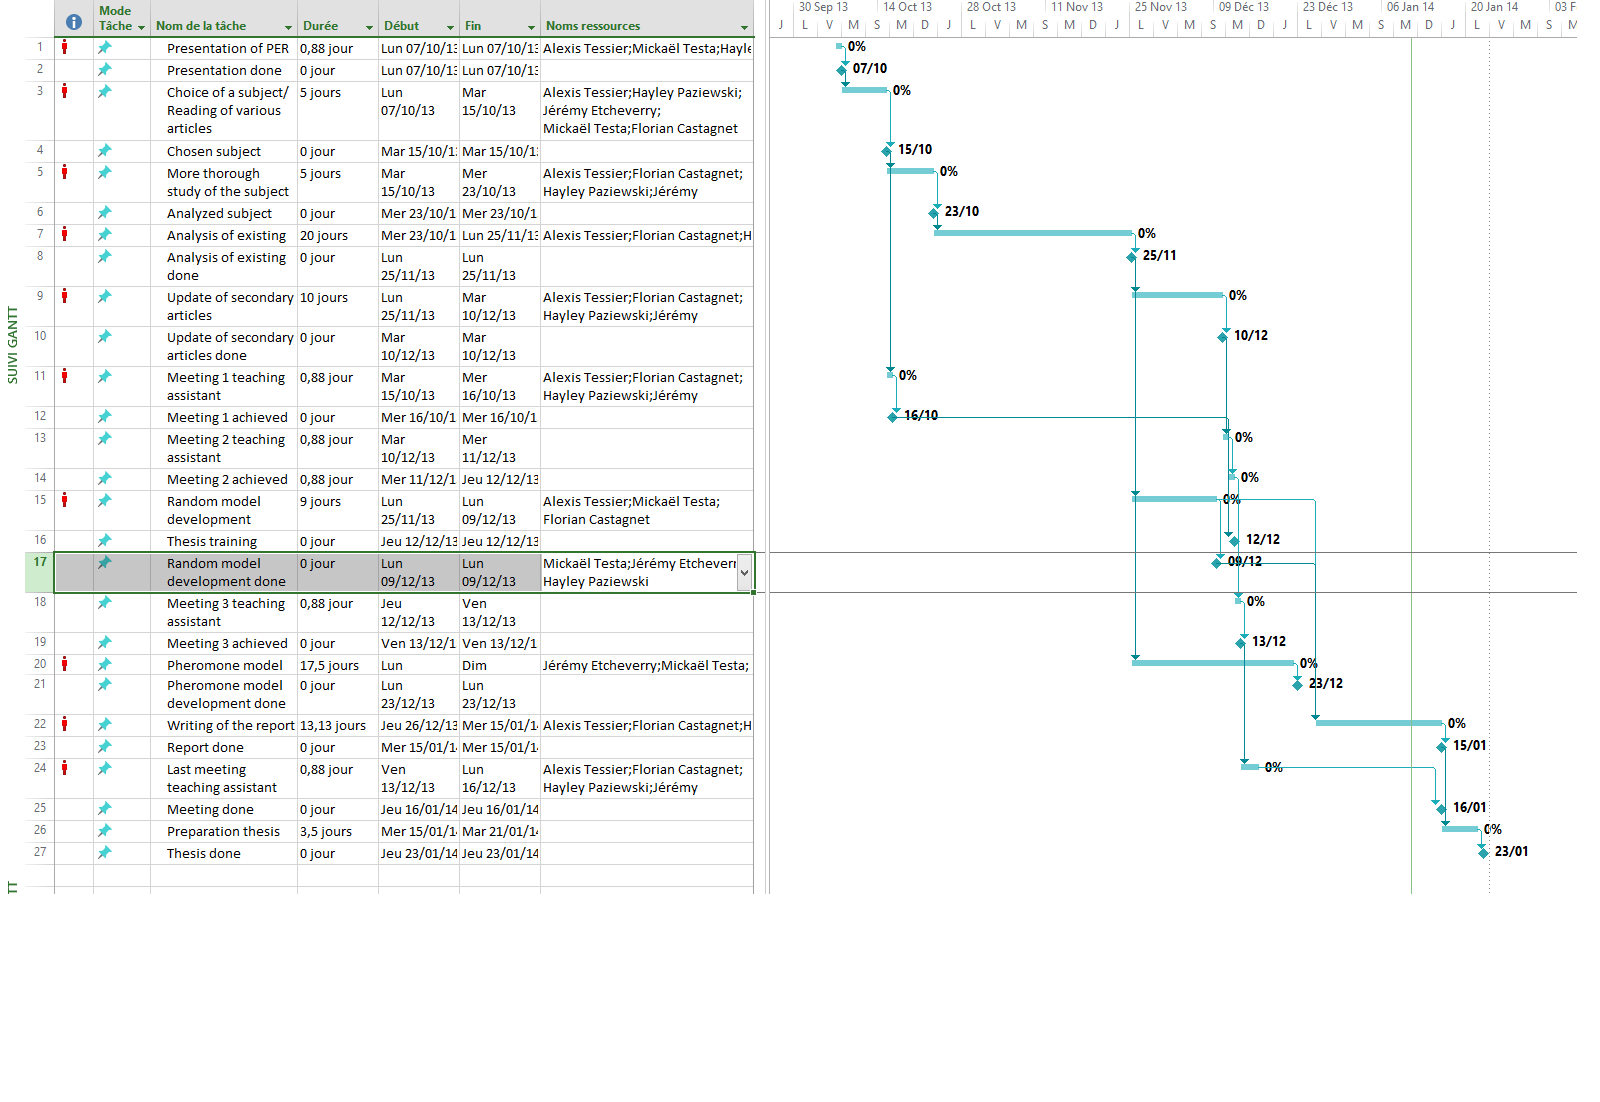 30 Sep 13 14 Oct 13 28 Oct 13 11 Nov 13 25 Nov 13 09 Déc 13 23 Déc 13 06 Jan 14 20 Jan 14 03 F
Mode Tâche Nom de la tâche Durée Début Fin Noms ressources
J L V M S M D J L V M S M D J L V M S M D J L V M S M D J L V M S M
1 Presentation of PER 0,88 jour Lun 07/10/13 Lun 07/10/13 Alexis Tessier;Mickaël Testa;Hayle 0%
2 Presentation done 0 jour Lun 07/10/13 Lun 07/10/13 07/10
3 Choice of a subject/ 5 jours Lun Mar Alexis Tessier;Hayley Paziewski; 0%
Reading of various 07/10/13 15/10/13 Jérémy Etcheverry;
articles Mickaël Testa;Florian Castagnet
4 Chosen subject 0 jour Mar 15/10/1 Mar 15/10/1 15/10
5 More thorough 5 jours Mar Mer Alexis Tessier;Florian Castagnet; 0%
study of the subject 15/10/13 23/10/13 Hayley Paziewski;Jérémy
6 Analyzed subject 0 jour Mer 23/10/1 Mer 23/10/1 23/10
7 Analysis of existing 20 jours Mer 23/10/1 Lun 25/11/13 Alexis Tessier;Florian Castagnet;H 0%
8 Analysis of existing 0 jour Lun Lun 25/11
done 25/11/13 25/11/13
9 Update of secondary 10 jours Lun Mar Alexis Tessier;Florian Castagnet; 0%
articles 25/11/13 10/12/13 Hayley Paziewski;Jérémy
SUIVI GANTT
10 Update of secondary 0 jour Mar Mar 10/12
articles done 10/12/13 10/12/13
11 Meeting 1 teaching 0,88 jour Mar Mer Alexis Tessier;Florian Castagnet; 0%
assistant 15/10/13 16/10/13 Hayley Paziewski;Jérémy
12 Meeting 1 achieved 0 jour Mer 16/10/1 Mer 16/10/1 16/10
13 Meeting 2 teaching 0,88 jour Mar Mer 0%
assistant 10/12/13 11/12/13
14 Meeting 2 achieved 0,88 jour Mer 11/12/1 Jeu 12/12/13 0%
15 Random model 9 jours Lun Lun Alexis Tessier;Mickaël Testa; 0%
development 25/11/13 09/12/13 Florian Castagnet
16 Thesis training 0 jour Jeu 12/12/13 Jeu 12/12/13 12/12
17 Random model 0 jour Lun Lun Mickaël Testa;Jérémy Etcheverr 09/12
development done 09/12/13 09/12/13 Hayley Paziewski
18 Meeting 3 teaching 0,88 jour Jeu Ven 0%
assistant 12/12/13 13/12/13
19 Meeting 3 achieved 0 jour Ven 13/12/1 Ven 13/12/1 13/12
20 Pheromone model 17,5 jours Lun Dim Jérémy Etcheverry;Mickaël Testa; 0%
21 Pheromone model 0 jour Lun Lun 23/12
development done 23/12/13 23/12/13
22 Writing of the report 13,13 jours Jeu 26/12/13 Mer 15/01/14 Alexis Tessier;Florian Castagnet;H 0%
23 Report done 0 jour Mer 15/01/14 Mer 15/01/14 15/01
24 Last meeting 0,88 jour Ven Lun Alexis Tessier;Florian Castagnet; 0%
teaching assistant 13/12/13 16/12/13 Hayley Paziewski;Jérémy
25 Meeting done 0 jour Jeu 16/01/14 Jeu 16/01/14 16/01
26 Preparation thesis 3,5 jours Mer 15/01/14 Mar 21/01/14 0%
27 Thesis done 0 jour Jeu 23/01/14 Jeu 23/01/14 23/01
TT